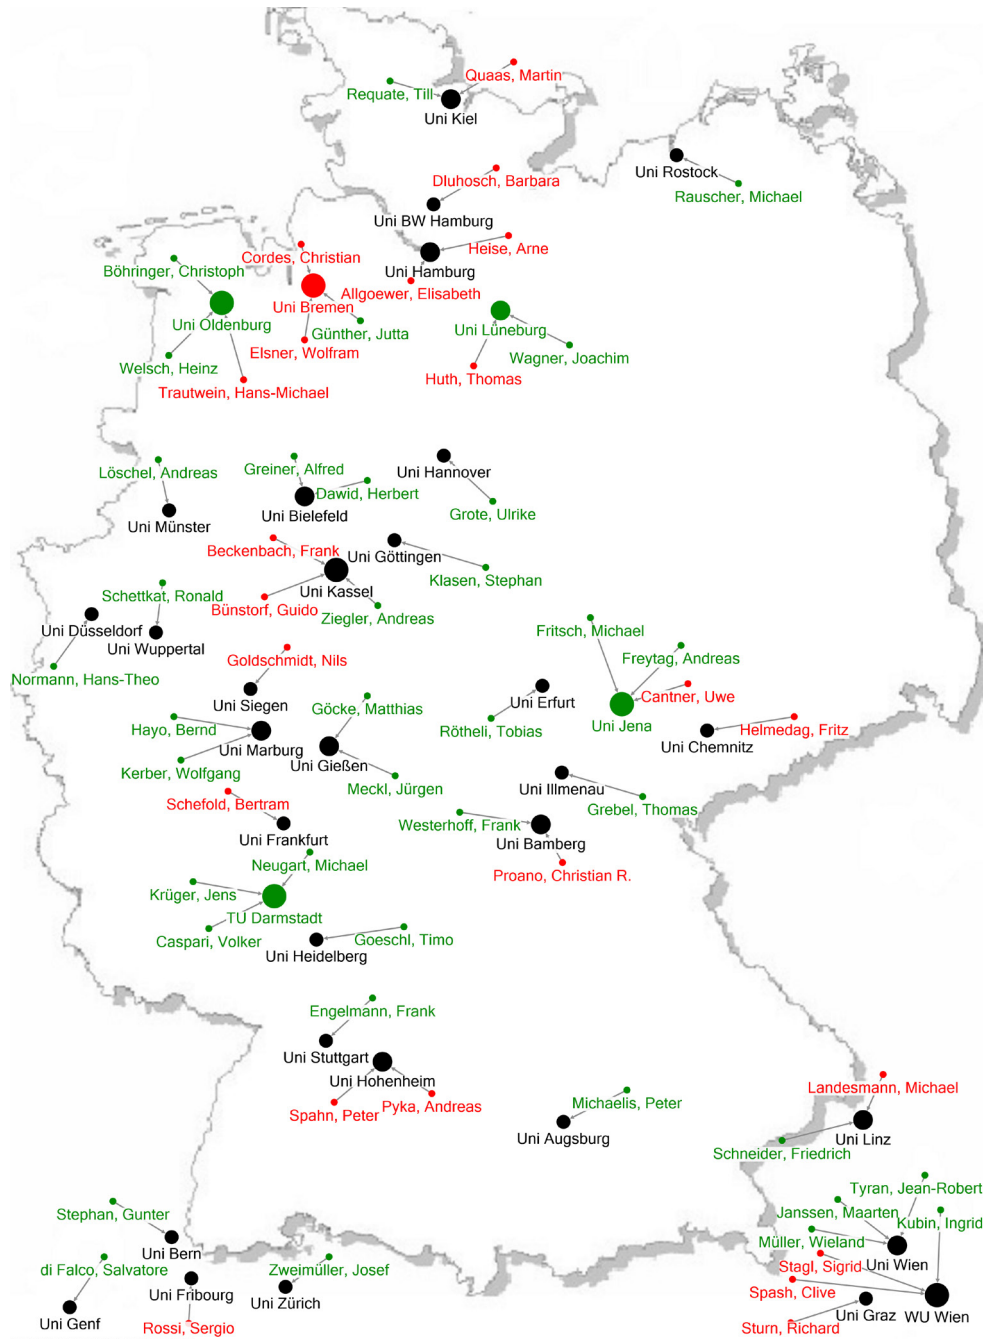 Quaas, Martin
Requate, Till
Uni Kiel
Uni Rostock
Rauscher, Michael
Dluhosch, Barbara
Uni BW Hamburg
Cordes, Christian
Heise, Arne
Böhringer, Christoph
Uni Hamburg
Allgoewer, Elisabeth
Uni Bremen
Uni Oldenburg
Günther, Jutta
Uni Lüneburg
Elsner, Wolfram
Wagner, Joachim
Welsch, Heinz
Huth, Thomas
Trautwein, Hans-Michael
Löschel, Andreas
Greiner, Alfred
Uni Hannover
Dawid, Herbert
Uni Bielefeld
Grote, Ulrike
Uni Münster
Beckenbach, Frank
Uni Göttingen
Klasen, Stephan
Uni Kassel
Schettkat, Ronald
Bünstorf, Guido
Ziegler, Andreas
Uni Düsseldorf
Fritsch, Michael
Uni Wuppertal
Goldschmidt, Nils
Freytag, Andreas
Normann, Hans-Theo
Cantner, Uwe
Uni Siegen
Göcke, Matthias
Uni Erfurt
Uni Jena
Hayo, Bernd
Rötheli, Tobias
Helmedag, Fritz
Uni Marburg
Uni Chemnitz
Uni Gießen
Kerber, Wolfgang
Meckl, Jürgen
Uni Illmenau
Schefold, Bertram
Grebel, Thomas
Westerhoff, Frank
Uni Frankfurt
Uni Bamberg
Neugart, Michael
Proano, Christian R.
Krüger, Jens
TU Darmstadt
Caspari, Volker
Goeschl, Timo
Uni Heidelberg
Engelmann, Frank
Uni Stuttgart
Uni Hohenheim
Landesmann, Michael
Spahn, Peter
Pyka, Andreas
Michaelis, Peter
Uni Augsburg
Uni Linz
Schneider, Friedrich
Tyran, Jean-Robert
Stephan, Gunter
Janssen, Maarten
Kubin, Ingrid
Müller, Wieland
Uni Bern
Uni Wien
di Falco, Salvatore
Zweimüller, Josef
Stagl, Sigrid
Spash, Clive
Uni Fribourg
Uni Zürich
Uni Genf
Uni Graz
WU Wien
Rossi, Sergio
Sturn, Richard